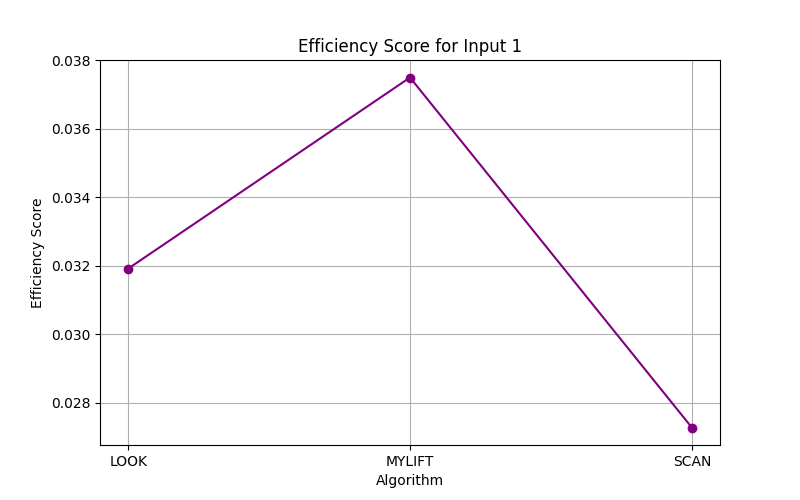 Efficiency Score for Input 1
0.038
0.036
0.034
0.032
0.030
0.028
Efficiency Score
LOOK MYLIFT SCAN
Algorithm